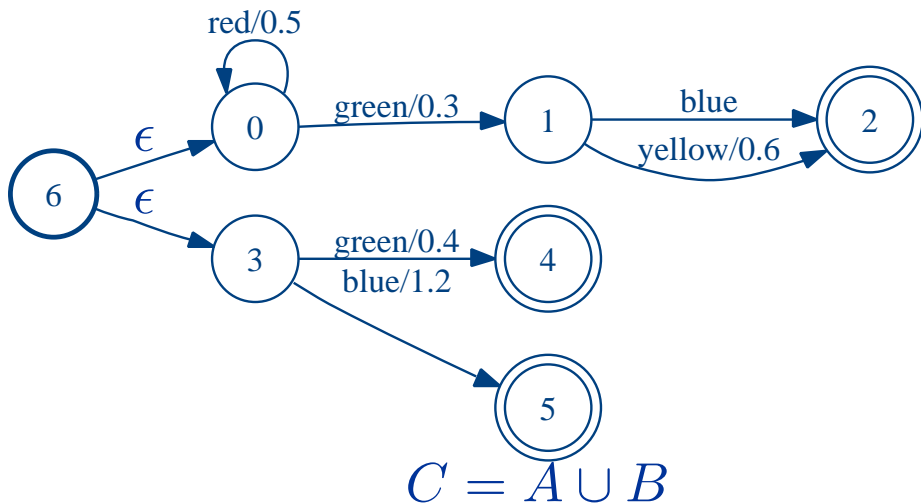 red/0.5
0
green/0.3
1
blue
2
yellow/0.6
ϵ
6
ϵ
3
green/0.4
4
blue/1.2
5
C = A ∪ B